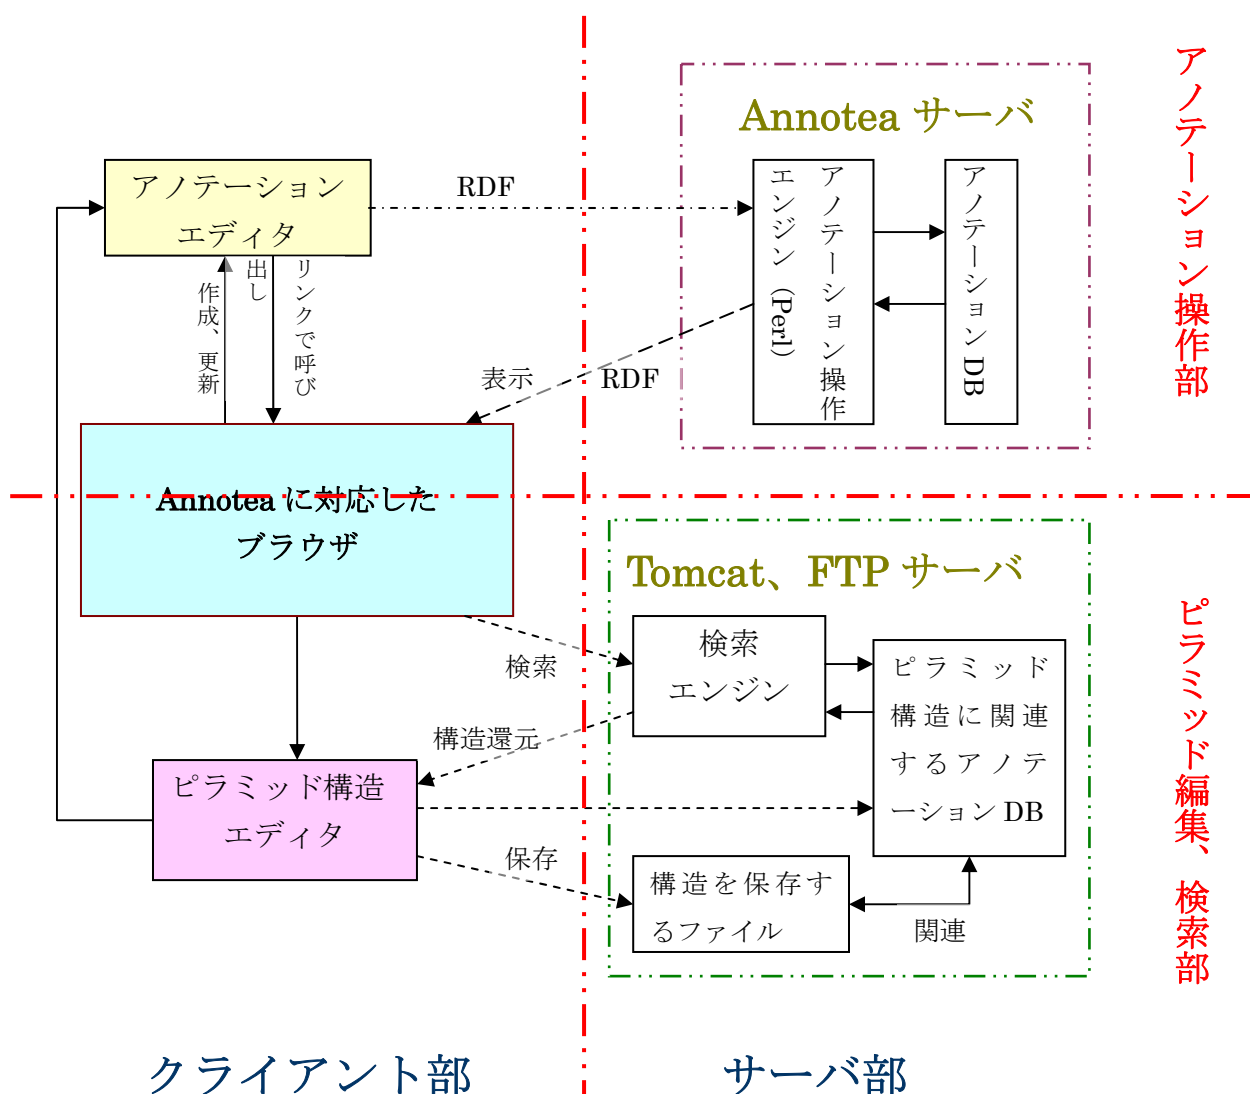 Annotea サーバ
アノテーション操作部
アノテーション
エディタ
RDF
アノテーション操作
エンジン（Perl）
アノテーション DB
リンクで呼び
出し
作成、更新
表示
RDF
Annotea に対応した
ブラウザ
Tomcat、FTP サーバ
ピラミッド編集、検索部
検索
エンジン
検索
ピラミッド
構造に関連
するアノテ
ーション DB
構造還元
ピラミッド構造
エディタ
保存
構造を保存す
るファイル
関連
クライアント部
サーバ部